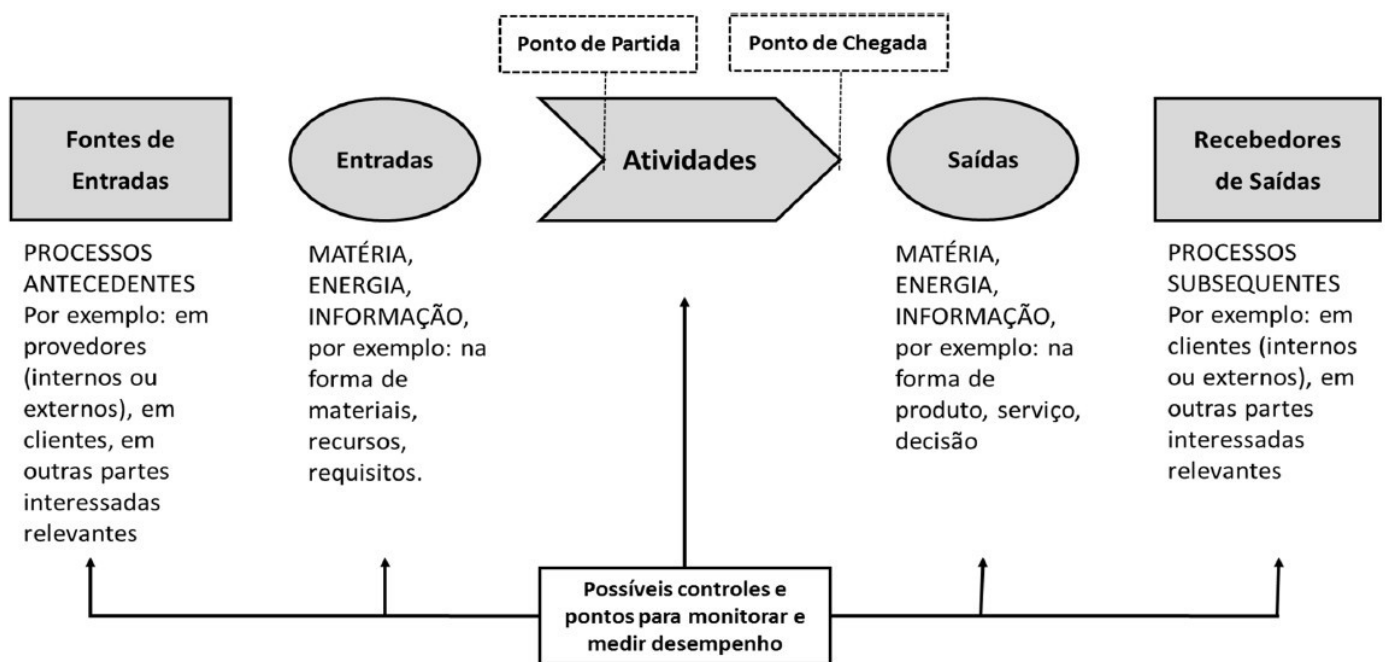 Ponto de Partida
Ponto de Chegada
Fontes de
Entradas
Entradas
Atividades
Saídas
Recebedores
de Saídas
PROCESSOS
ANTECEDENTES
Por exemplo: em
provedores
(internos ou
externos), em
clientes, em
outras partes
interessadas
relevantes
MATÉRIA,
ENERGIA,
INFORMAÇÃO,
por exemplo: na
forma de
materiais,
recursos,
requisitos.
MATÉRIA,
ENERGIA,
INFORMAÇÃO,
por exemplo: na
forma de
produto, serviço,
decisão
PROCESSOS
SUBSEQUENTES
Por exemplo: em
clientes (internos
ou externos), em
outras partes
interessadas
relevantes
Possíveis controles e
pontos para monitorar e
medir desempenho